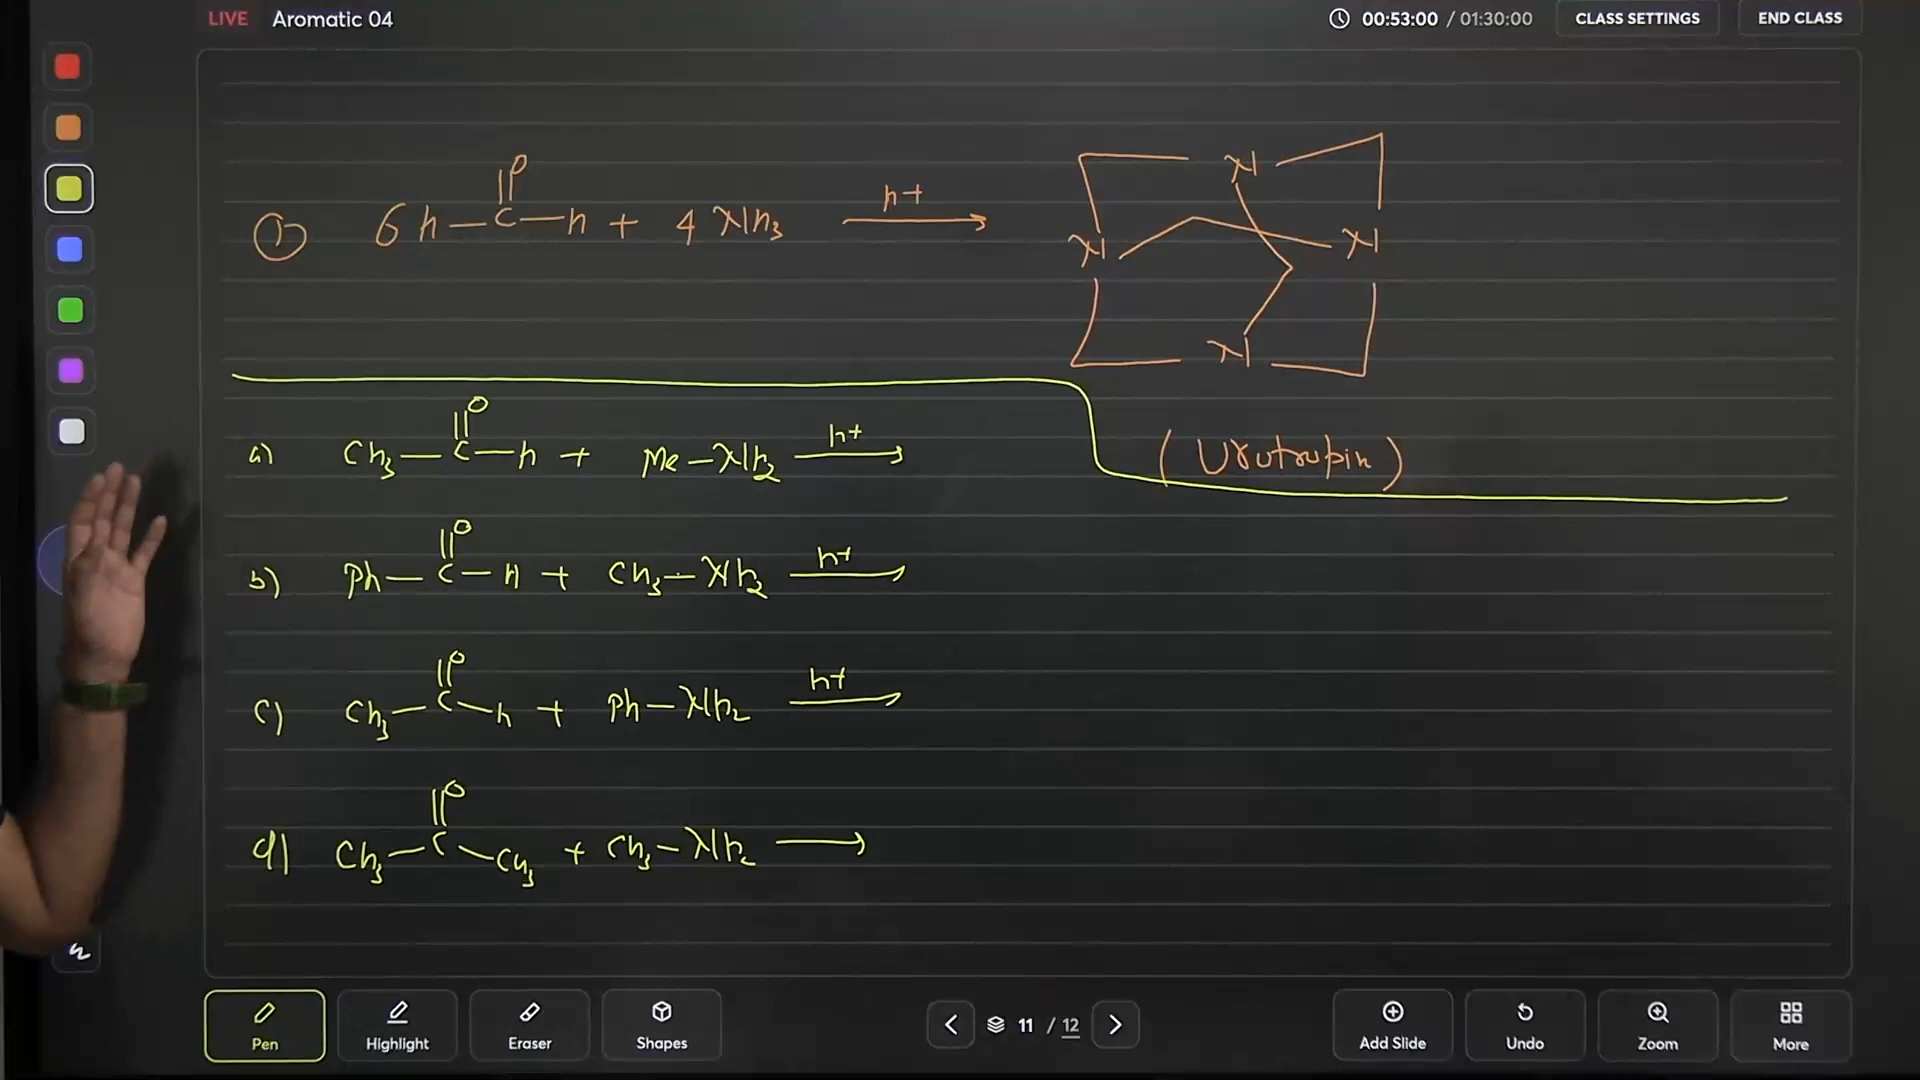 LIVE Aromatic 04 00:53:00 / 01:30:00 CLASS SETTINGS END CLASS
① 6 H-C(=O)-H + 4 NH3 —H+→ N N N N
(Urotropin)
a) CH3-C(=O)-H + Me-NH2 —H+→
b) Ph-C(=O)-H + CH3-NH2 —H+→
c) CH3-C(=O)-H + Ph-NH2 —H+→
d) CH3-C(=O)-CH3 + CH3-NH2 →
Pen Highlight Eraser Shapes 11 / 12 Add Slide Undo Zoom More